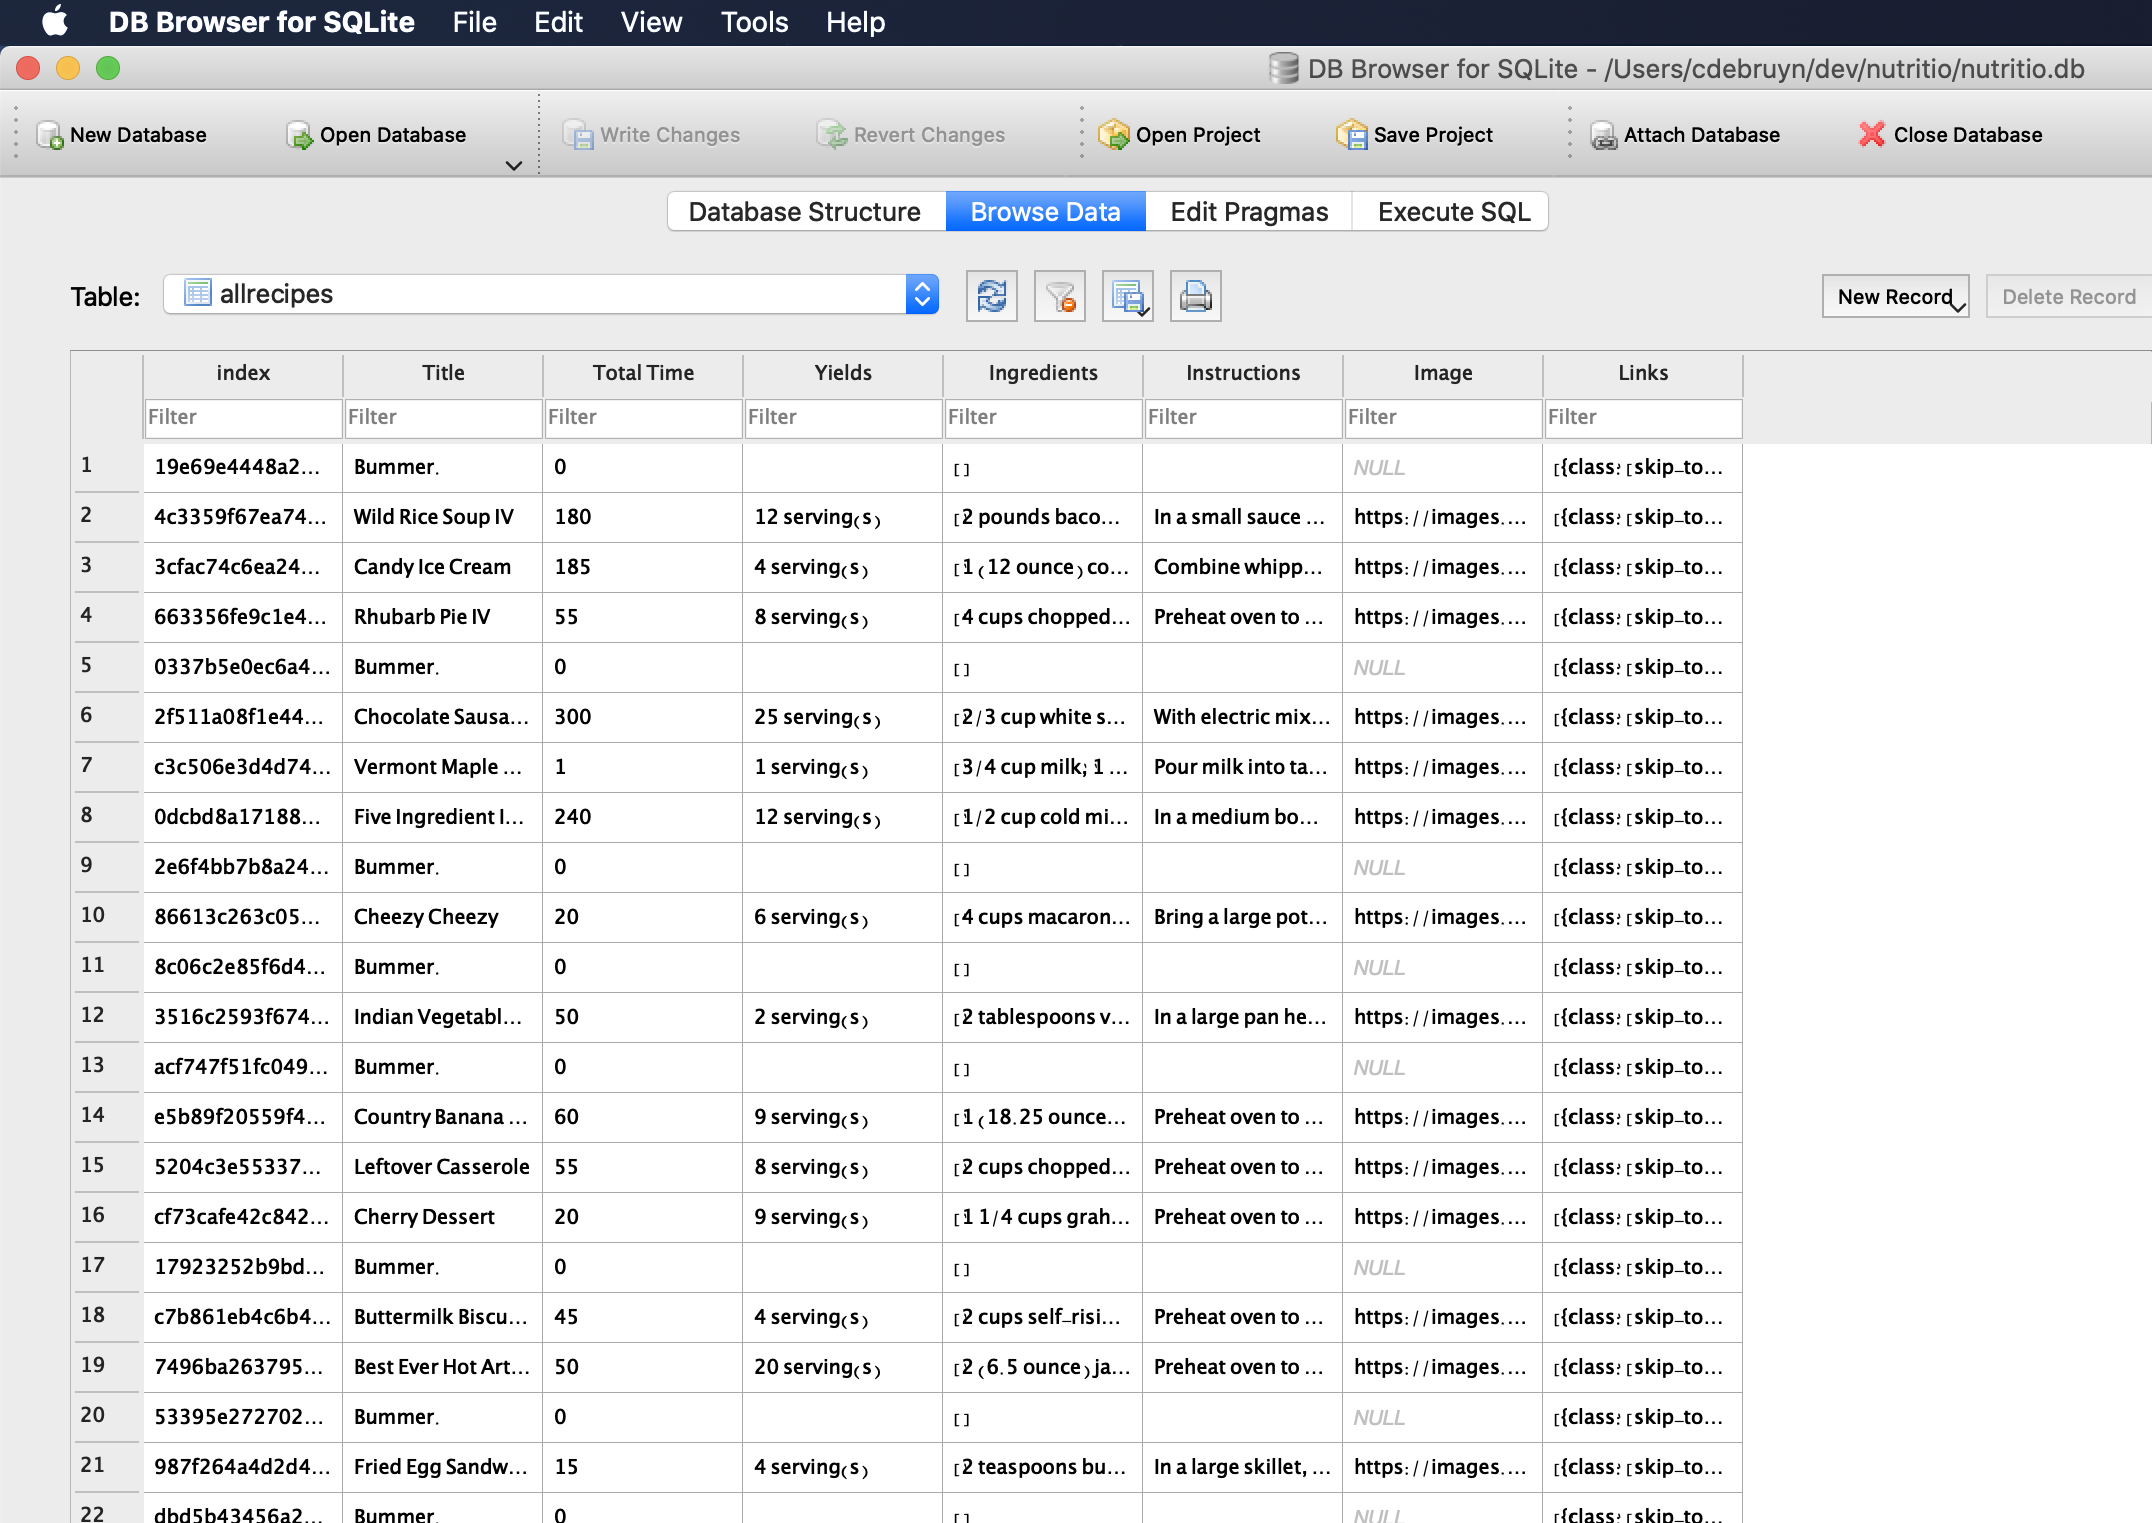 DB Browser for SQLite File Edit View Tools Help
DB Browser for SQLite - /Users/cdebruyn/dev/nutritio/nutritio.db
New Database Open Database Write Changes Revert Changes Open Project Save Project Attach Database Close Database
Database Structure Browse Data Edit Pragmas Execute SQL
Table: allrecipes New Record Delete Record
index Title Total Time Yields Ingredients Instructions Image Links
Filter Filter Filter Filter Filter Filter Filter Filter
1 19e69e4448a2... Bummer. 0 [] NULL [{class: [skip-to...
2 4c3359f67ea74... Wild Rice Soup IV 180 12 serving(s) [2 pounds baco... In a small sauce ... https://images.... [{class: [skip-to...
3 3cfac74c6ea24... Candy Ice Cream 185 4 serving(s) [1 (12 ounce) co... Combine whipp... https://images.... [{class: [skip-to...
4 663356fe9c1e4... Rhubarb Pie IV 55 8 serving(s) [4 cups chopped... Preheat oven to ... https://images.... [{class: [skip-to...
5 0337b5e0ec6a4... Bummer. 0 [] NULL [{class: [skip-to...
6 2f511a08f1e44... Chocolate Sausa... 300 25 serving(s) [2/3 cup white s... With electric mix... https://images.... [{class: [skip-to...
7 c3c506e3d4d74... Vermont Maple ... 1 1 serving(s) [3/4 cup milk; 1 ... Pour milk into ta... https://images.... [{class: [skip-to...
8 0dcbd8a17188... Five Ingredient I... 240 12 serving(s) [1/2 cup cold mi... In a medium bo... https://images.... [{class: [skip-to...
9 2e6f4bb7b8a24... Bummer. 0 [] NULL [{class: [skip-to...
10 86613c263c05... Cheezy Cheezy 20 6 serving(s) [4 cups macaron... Bring a large pot... https://images.... [{class: [skip-to...
11 8c06c2e85f6d4... Bummer. 0 [] NULL [{class: [skip-to...
12 3516c2593f674... Indian Vegetabl... 50 2 serving(s) [2 tablespoons v... In a large pan he... https://images.... [{class: [skip-to...
13 acf747f51fc049... Bummer. 0 [] NULL [{class: [skip-to...
14 e5b89f20559f4... Country Banana ... 60 9 serving(s) [1 (18.25 ounce... Preheat oven to ... https://images.... [{class: [skip-to...
15 5204c3e55337... Leftover Casserole 55 8 serving(s) [2 cups chopped... Preheat oven to ... https://images.... [{class: [skip-to...
16 cf73cafe42c842... Cherry Dessert 20 9 serving(s) [1 1/4 cups grah... Preheat oven to ... https://images.... [{class: [skip-to...
17 17923252b9bd... Bummer. 0 [] NULL [{class: [skip-to...
18 c7b861eb4c6b4... Buttermilk Biscu... 45 4 serving(s) [2 cups self-risi... Preheat oven to ... https://images.... [{class: [skip-to...
19 7496ba263795... Best Ever Hot Art... 50 20 serving(s) [2 (6.5 ounce) ja... Preheat oven to ... https://images.... [{class: [skip-to...
20 53395e272702... Bummer. 0 [] NULL [{class: [skip-to...
21 987f264a4d2d4... Fried Egg Sandw... 15 4 serving(s) [2 teaspoons bu... In a large skillet, ... https://images.... [{class: [skip-to...
22 dbd5b43456a2... Bummer. 0 [] NULL [{class: [skip-to...